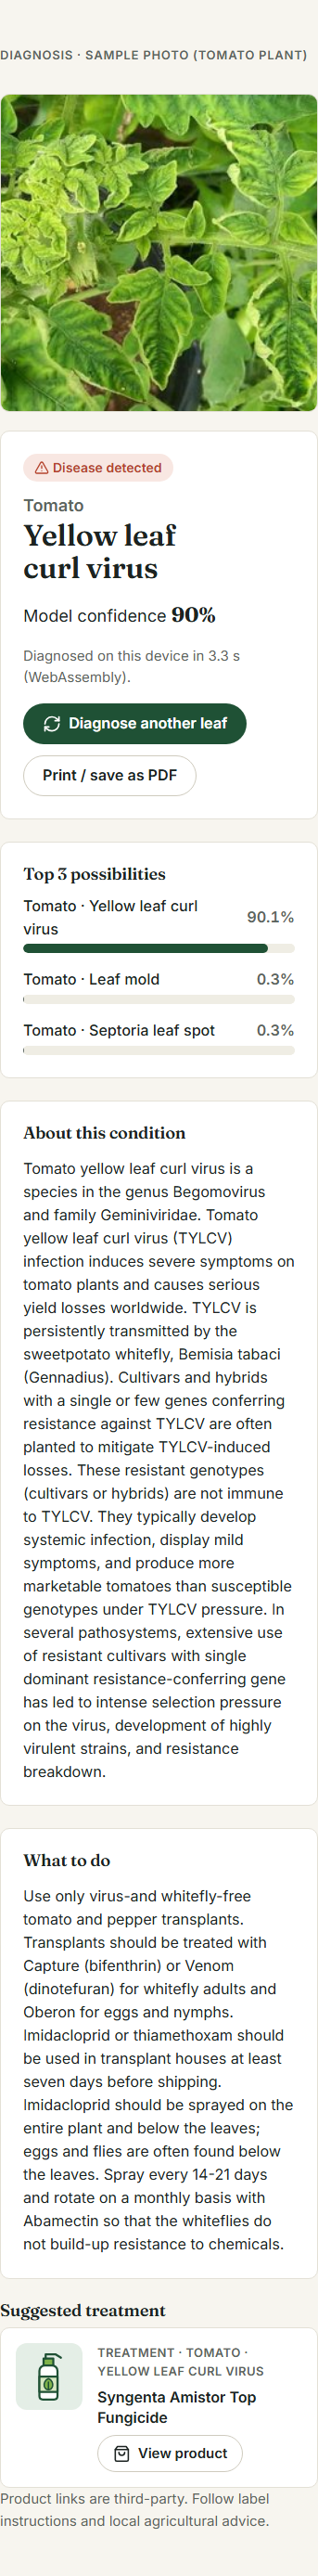 DIAGNOSIS · SAMPLE PHOTO (TOMATO PLANT)
Disease detected
Tomato
Yellow leaf
curl virus
Model confidence 90%
Diagnosed on this device in 3.3 s
(WebAssembly).
Diagnose another leaf
Print / save as PDF
Top 3 possibilities
Tomato · Yellow leaf curl
virus
90.1%
Tomato · Leaf mold 0.3%
Tomato · Septoria leaf spot 0.3%
About this condition
Tomato yellow leaf curl virus is a
species in the genus Begomovirus
and family Geminiviridae. Tomato
yellow leaf curl virus (TYLCV)
infection induces severe symptoms on
tomato plants and causes serious
yield losses worldwide. TYLCV is
persistently transmitted by the
sweetpotato whitefly, Bemisia tabaci
(Gennadius). Cultivars and hybrids
with a single or few genes conferring
resistance against TYLCV are often
planted to mitigate TYLCV-induced
losses. These resistant genotypes
(cultivars or hybrids) are not immune
to TYLCV. They typically develop
systemic infection, display mild
symptoms, and produce more
marketable tomatoes than susceptible
genotypes under TYLCV pressure. In
several pathosystems, extensive use
of resistant cultivars with single
dominant resistance-conferring gene
has led to intense selection pressure
on the virus, development of highly
virulent strains, and resistance
breakdown.
What to do
Use only virus-and whitefly-free
tomato and pepper transplants.
Transplants should be treated with
Capture (bifenthrin) or Venom
(dinotefuran) for whitefly adults and
Oberon for eggs and nymphs.
Imidacloprid or thiamethoxam should
be used in transplant houses at least
seven days before shipping.
Imidacloprid should be sprayed on the
entire plant and below the leaves;
eggs and flies are often found below
the leaves. Spray every 14-21 days
and rotate on a monthly basis with
Abamectin so that the whiteflies do
not build-up resistance to chemicals.
Suggested treatment
TREATMENT · TOMATO ·
YELLOW LEAF CURL VIRUS
Syngenta Amistor Top
Fungicide
View product
Product links are third-party. Follow label
instructions and local agricultural advice.